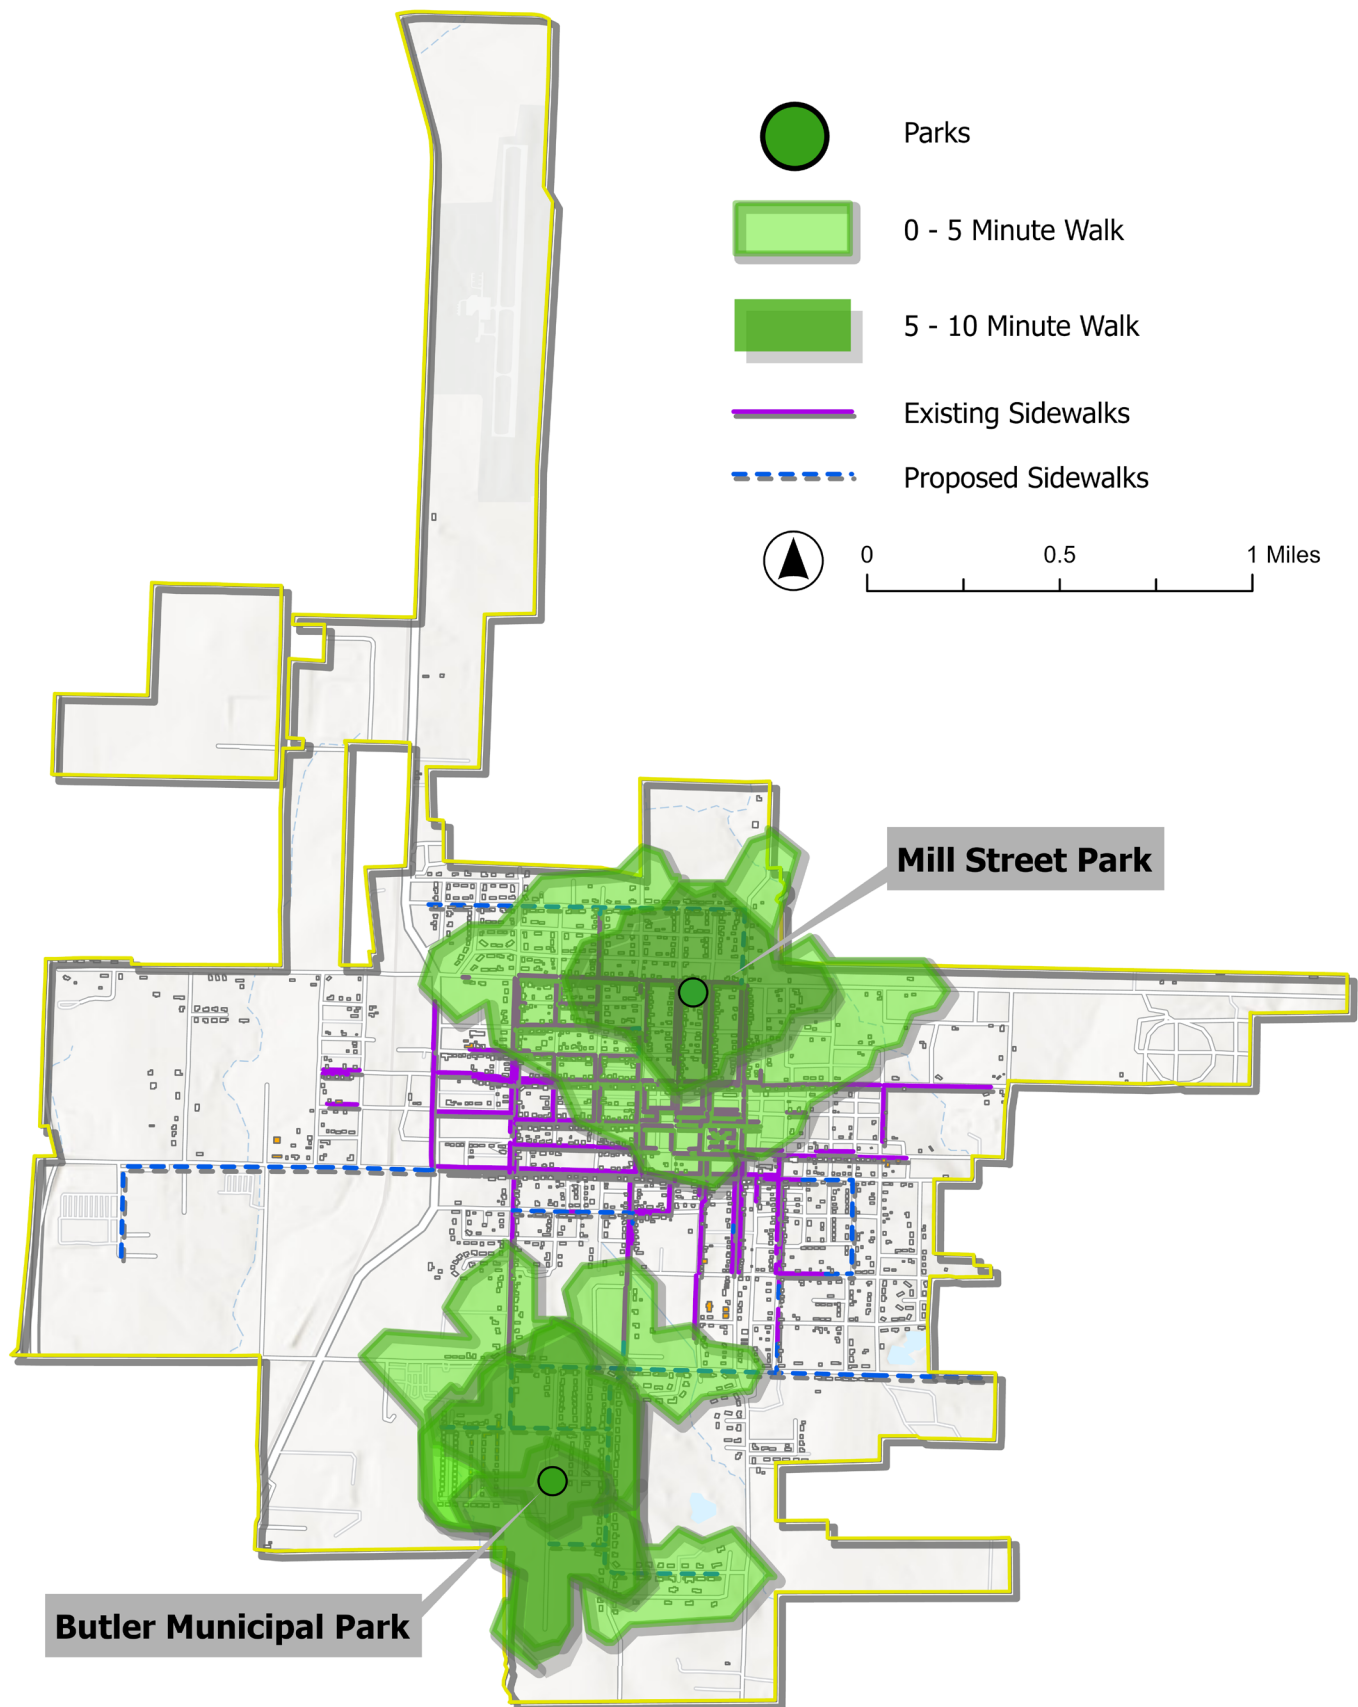 Parks
0 - 5 Minute Walk
5 - 10 Minute Walk
Existing Sidewalks
Proposed Sidewalks
0 0.5 1 Miles
Mill Street Park
Butler Municipal Park